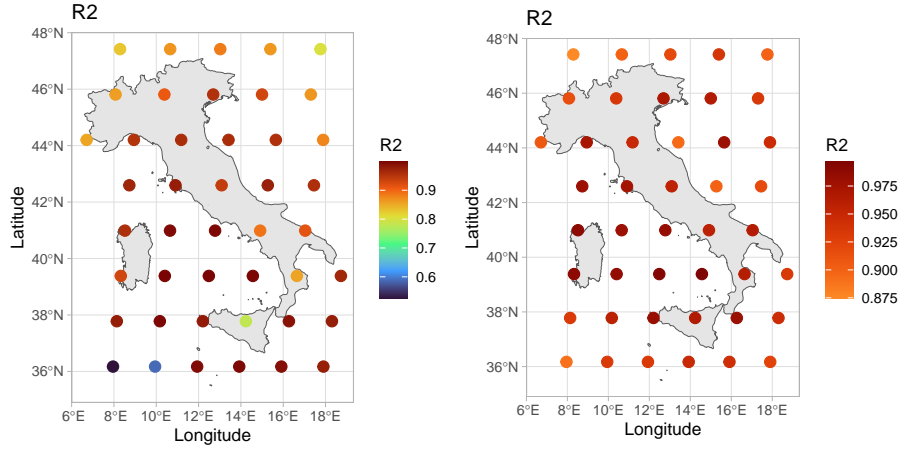 R2
48°N
46°N
44°N
42°N
40°N
38°N
36°N
6°E 8°E 10°E 12°E 14°E 16°E 18°E
Longitude
Latitude
R2
0.9
0.8
0.7
0.6
R2
48°N
46°N
44°N
42°N
40°N
38°N
36°N
6°E 8°E 10°E 12°E 14°E 16°E 18°E
Longitude
Latitude
R2
0.975
0.950
0.925
0.900
0.875